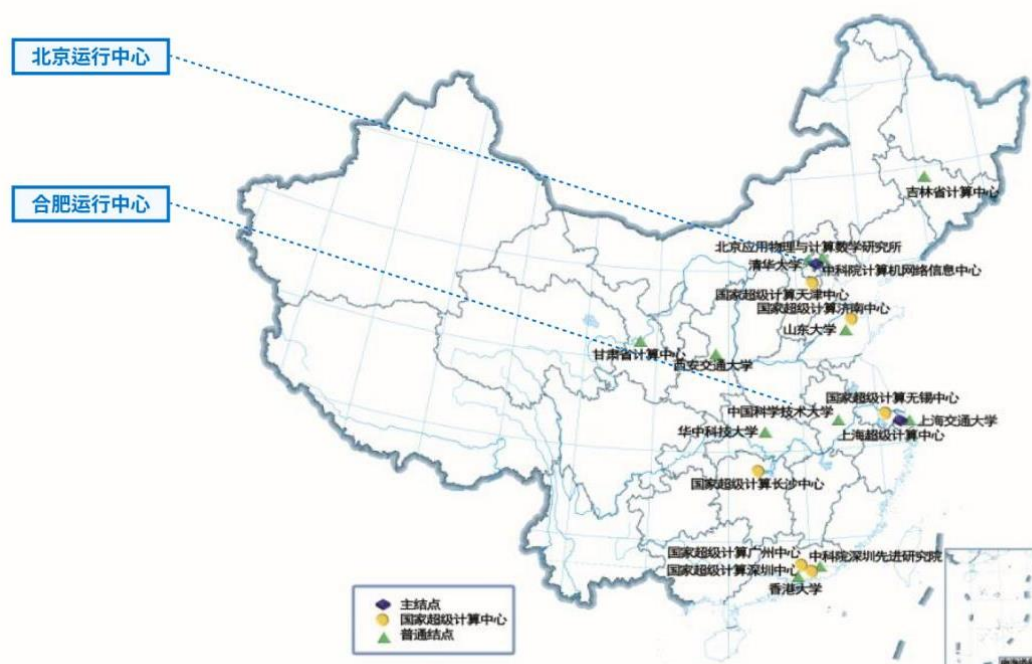 北京运行中心
合肥运行中心
吉林省计算中心
北京应用物理与计算数学研究所
清华大学
中科院计算机网络信息中心
国家超级计算天津中心
国家超级计算济南中心
山东大学
甘肃省计算中心
西安交通大学
国家超级计算无锡中心
中国科学技术大学
上海交通大学
华中科技大学
上海超级计算中心
国家超级计算长沙中心
国家超级计算广州中心
中科院深圳先进研究院
国家超级计算深圳中心
香港大学
主结点
国家超级计算中心
普通结点